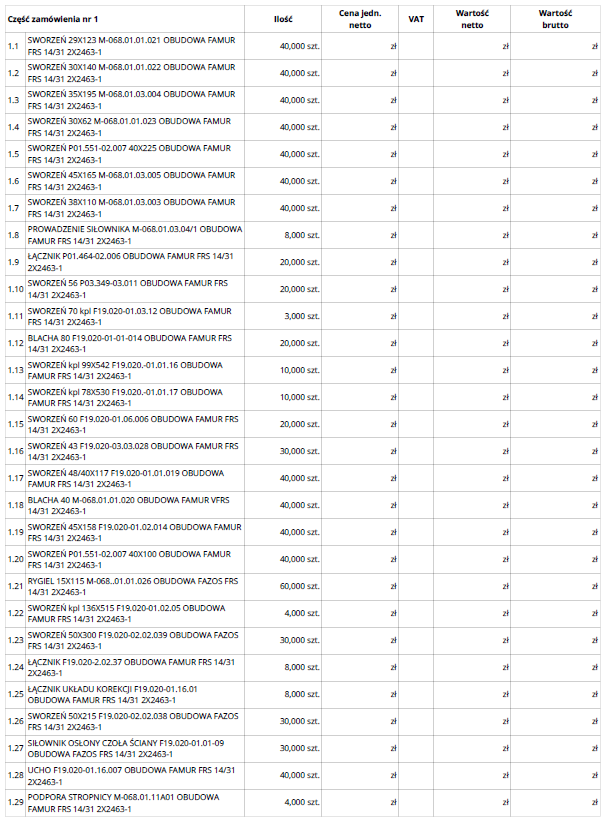 Część zamówienia nr 1 Ilość Cena jedn. netto VAT Wartość netto Wartość brutto
1.1 SWORZEŃ 29X123 M-068.01.01.021 OBUDOWA FAMUR 40,000 szt. zł zł zł
FRS 14/31 2X2463-1
1.2 SWORZEŃ 30X140 M-068.01.01.022 OBUDOWA FAMUR 40,000 szt. zł zł zł
FRS 14/31 2X2463-1
1.3 SWORZEŃ 35X195 M-068.01.03.004 OBUDOWA FAMUR 40,000 szt. zł zł zł
FRS 14/31 2X2463-1
1.4 SWORZEŃ 30X62 M-068.01.01.023 OBUDOWA FAMUR 40,000 szt. zł zł zł
FRS 14/31 2X2463-1
1.5 SWORZEŃ P01.551-02.007 40X225 OBUDOWA FAMUR 40,000 szt. zł zł zł
FRS 14/31 2X2463-1
1.6 SWORZEŃ 45X165 M-068.01.03.005 OBUDOWA FAMUR 40,000 szt. zł zł zł
FRS 14/31 2X2463-1
1.7 SWORZEŃ 38X110 M-068.01.03.003 OBUDOWA FAMUR 40,000 szt. zł zł zł
FRS 14/31 2X2463-1
1.8 PROWADZENIE SIŁOWNIKA M-068.01.03.04/1 OBUDOWA 8,000 szt. zł zł zł
FAMUR FRS 14/31 2X2463-1
1.9 ŁĄCZNIK P01.464-02.006 OBUDOWA FAMUR FRS 14/31 20,000 szt. zł zł zł
2X2463-1
1.10 SWORZEŃ 56 P03.349-03.011 OBUDOWA FAMUR FRS 20,000 szt. zł zł zł
14/31 2X2463-1
1.11 SWORZEŃ 70 kpl F19.020-01.03.12 OBUDOWA FAMUR 3,000 szt. zł zł zł
FRS 14/31 2X2463-1
1.12 BLACHA 80 F19.020-01-01-014 OBUDOWA FAMUR FRS 20,000 szt. zł zł zł
14/31 2X2463-1
1.13 SWORZEŃ kpl 99X542 F19.020.-01.01.16 OBUDOWA 10,000 szt. zł zł zł
FAMUR FRS 14/31 2X2463-1
1.14 SWORZEŃ kpl 78X530 F19.020.-01.01.17 OBUDOWA 10,000 szt. zł zł zł
FAMUR FRS 14/31 2X2463-1
1.15 SWORZEŃ 60 F19.020-01.06.006 OBUDOWA FAMUR FRS 20,000 szt. zł zł zł
14/31 2X2463-1
1.16 SWORZEŃ 43 F19.020-03.03.028 OBUDOWA FAMUR FRS 30,000 szt. zł zł zł
14/31 2X2463-1
1.17 SWORZEŃ 48/40X117 F19.020-01.01.019 OBUDOWA 40,000 szt. zł zł zł
FAMUR FRS 14/31 2X2463-1
1.18 BLACHA 40 M-068.01.01.020 OBUDOWA FAMUR VFRS 40,000 szt. zł zł zł
14/31 2X2463-1
1.19 SWORZEŃ 45X158 F19.020-01.02.014 OBUDOWA FAMUR 40,000 szt. zł zł zł
FRS 14/31 2X2463-1
1.20 SWORZEŃ P01.551-02.007 40X100 OBUDOWA FAMUR 40,000 szt. zł zł zł
FRS 14/31 2X2463-1
1.21 RYGIEL 15X115 M-068..01.01.026 OBUDOWA FAZOS FRS 60,000 szt. zł zł zł
14/31 2X2463-1
1.22 SWORZEŃ kpl 136X515 F19.020-01.02.05 OBUDOWA 4,000 szt. zł zł zł
FAMUR FRS 14/31 2X2463-1
1.23 SWORZEŃ 50X300 F19.020-02.02.039 OBUDOWA FAZOS 30,000 szt. zł zł zł
FRS 14/31 2X2463-1
1.24 ŁĄCZNIK F19.020-2.02.37 OBUDOWA FAMUR FRS 14/31 8,000 szt. zł zł zł
2X2463-1
1.25 ŁĄCZNIK UKŁADU KOREKCJI F19.020-01.16.01 8,000 szt. zł zł zł
OBUDOWA FAMUR FRS 14/31 2X2463-1
1.26 SWORZEŃ 50X215 F19.020-02.02.038 OBUDOWA FAZOS 30,000 szt. zł zł zł
FRS 14/31 2X2463-1
1.27 SIŁOWNIK OSŁONY CZOŁA ŚCIANY F19.020-01.01-09 30,000 szt. zł zł zł
OBUDOWA FAZOS FRS 14/31 2X2463-1
1.28 UCHO F19.020-01.16.007 OBUDOWA FAMUR FRS 14/31 40,000 szt. zł zł zł
2X2463-1
1.29 PODPORA STROPNICY M-068.01.11A01 OBUDOWA 4,000 szt. zł zł zł
FAMUR FRS 14/31 2X2463-1